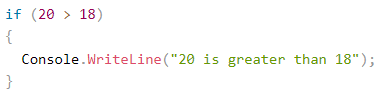 if (20 > 18)
{
  Console.WriteLine("20 is greater than 18");
}